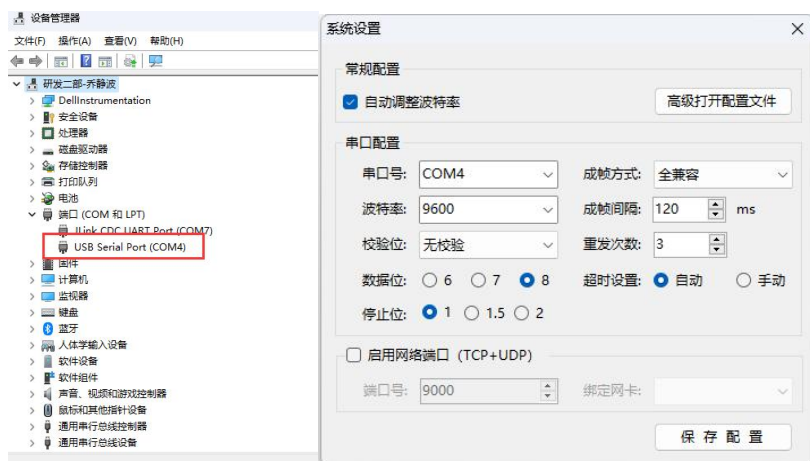 设备管理器
文件(F) 操作(A) 查看(V) 帮助(H)
研发二部-乔静波
DellInstrumentation
安全设备
处理器
磁盘驱动器
存储控制器
打印队列
电池
端口 (COM 和 LPT)
JLink CDC UART Port (COM7)
USB Serial Port (COM4)
固件
计算机
监视器
键盘
蓝牙
人体学输入设备
软件设备
软件组件
声音、视频和游戏控制器
鼠标和其他指针设备
通用串行总线控制器
通用串行总线设备
系统设置
常规配置
自动调整波特率 高级打开配置文件
串口配置
串口号: COM4 成帧方式: 全兼容
波特率: 9600 成帧间隔: 120 ms
校验位: 无校验 重发次数: 3
数据位: 6 7 8 超时设置: 自动 手动
停止位: 1 1.5 2
启用网络端口 (TCP+UDP)
端口号: 9000 绑定网卡:
保存配置